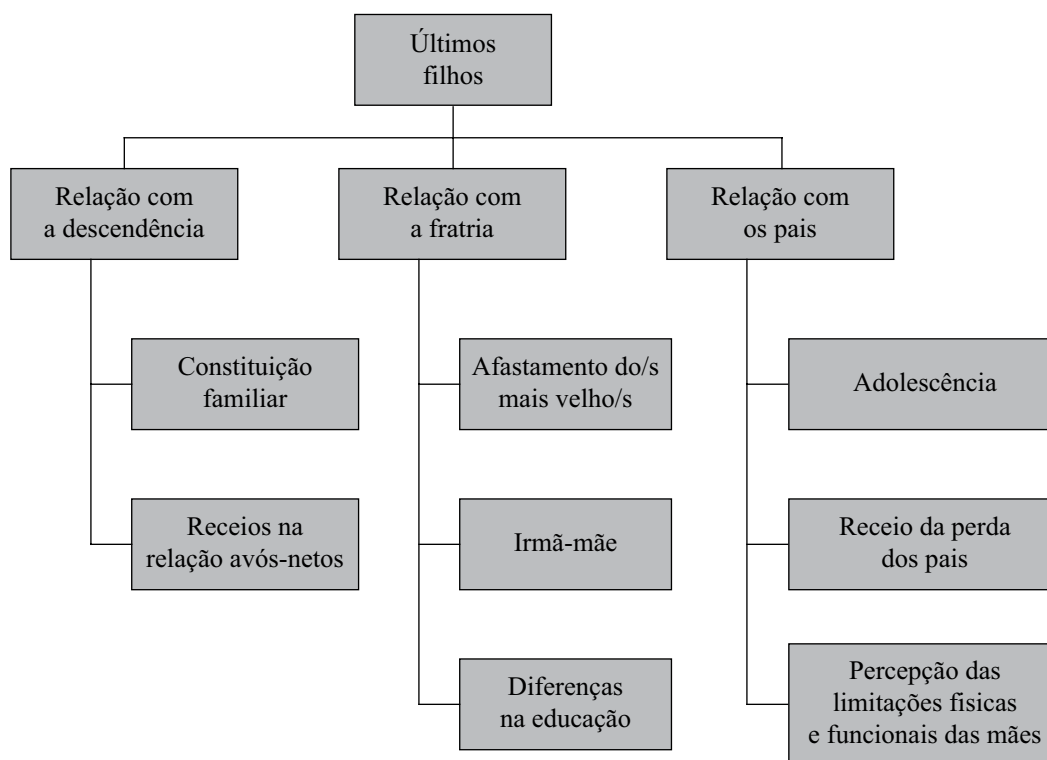 Últimos
filhos
Relação com
a descendência
Relação com
a fratria
Relação com
os pais
Constituição
familiar
Afastamento do/s
mais velho/s
Adolescência
Receios na
relação avós-netos
Irmã-mãe
Receio da perda
dos pais
Diferenças
na educação
Percepção das
limitações fisicas
e funcionais das mães